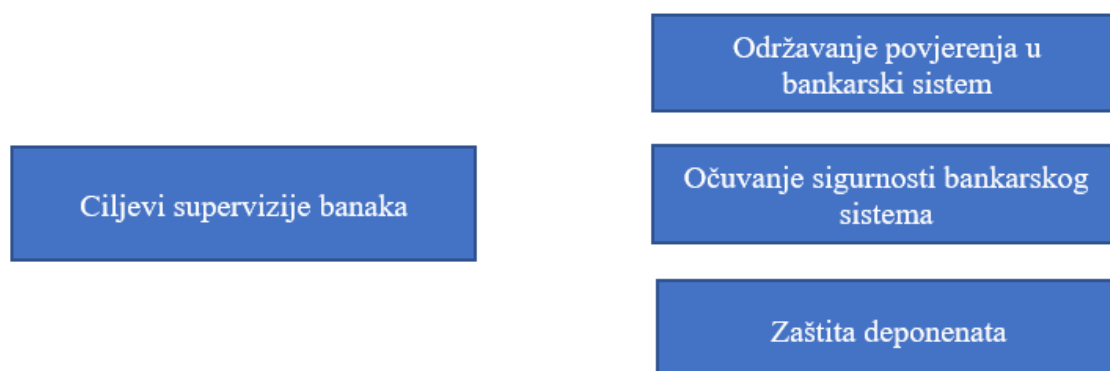 Održavanje povjerenja u
bankarski sistem
Ciljevi supervizije banaka
Očuvanje sigurnosti bankarskog
sistema
Zaštita deponenata